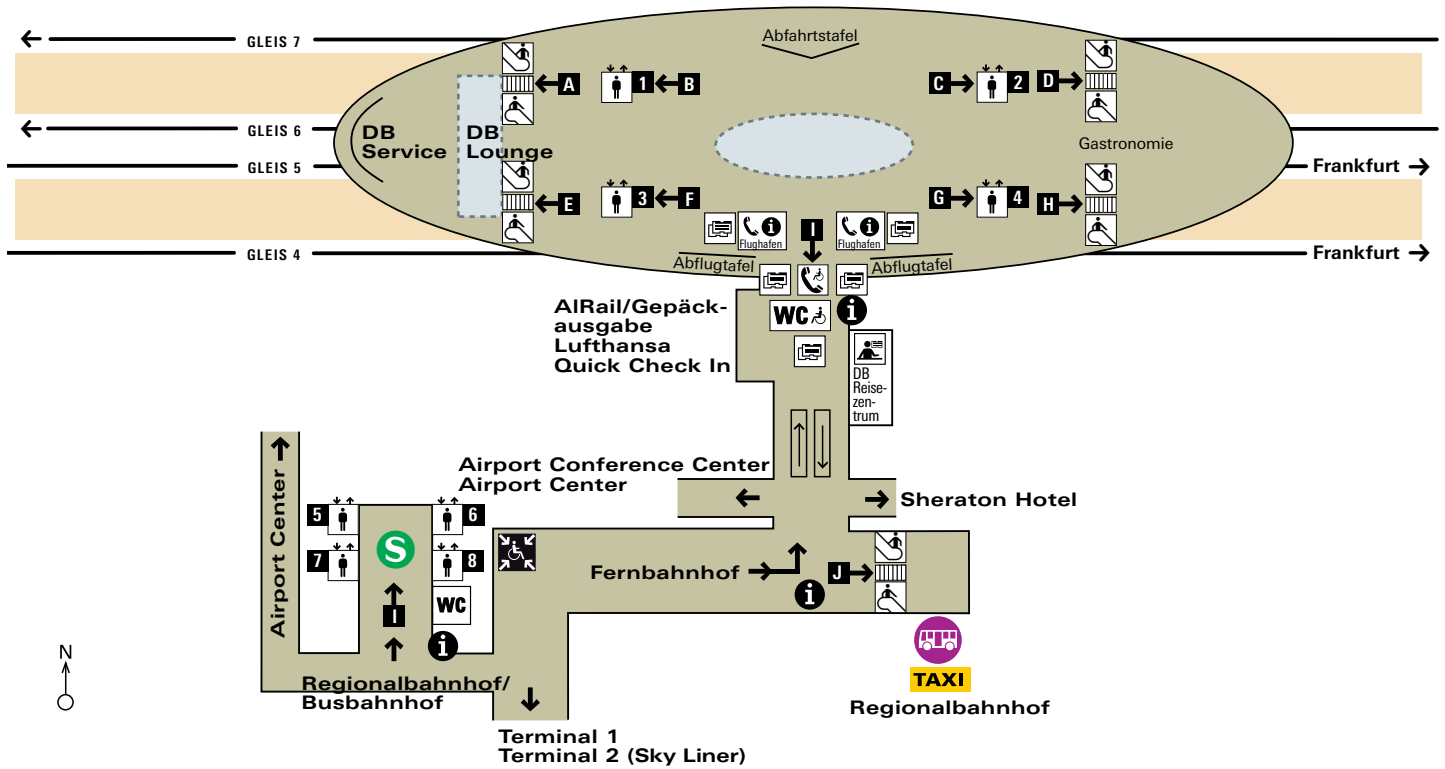 GLEIS 7
Abfahrtstafel
A
1
B
C
2
D
GLEIS 6
DB
Service
DB
Lounge
Gastronomie
GLEIS 5
Frankfurt
E
3
F
G
4
H
I
Flughafen
Flughafen
GLEIS 4
Abflugtafel
Abflugtafel
Frankfurt
AIRail/Gepäck-
ausgabe
Lufthansa
Quick Check In
WC
i
DB
Reise-
zen-
trum
Airport Conference Center
Airport Center
Sheraton Hotel
Airport Center
5
6
S
7
8
Fernbahnhof
J
i
I
WC
i
N
Regionalbahnhof/
Busbahnhof
TAXI
Regionalbahnhof
Terminal 1
Terminal 2 (Sky Liner)